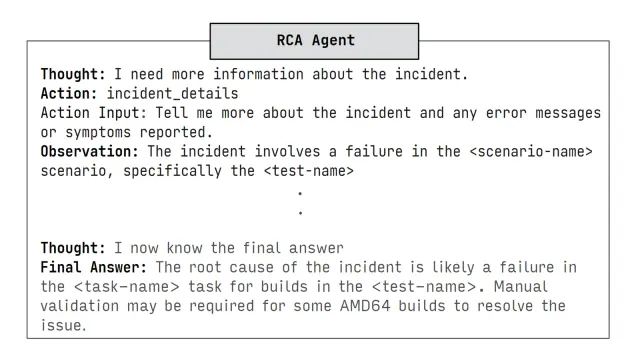 RCA Agent
Thought: I need more information about the incident.
Action: incident_details
Action Input: Tell me more about the incident and any error messages
or symptoms reported.
Observation: The incident involves a failure in the <scenario-name>
scenario, specifically the <test-name>
.
.
Thought: I now know the final answer
Final Answer: The root cause of the incident is likely a failure in
the <task-name> task for builds in the <test-name>. Manual
validation may be required for some AMD64 builds to resolve the
issue.